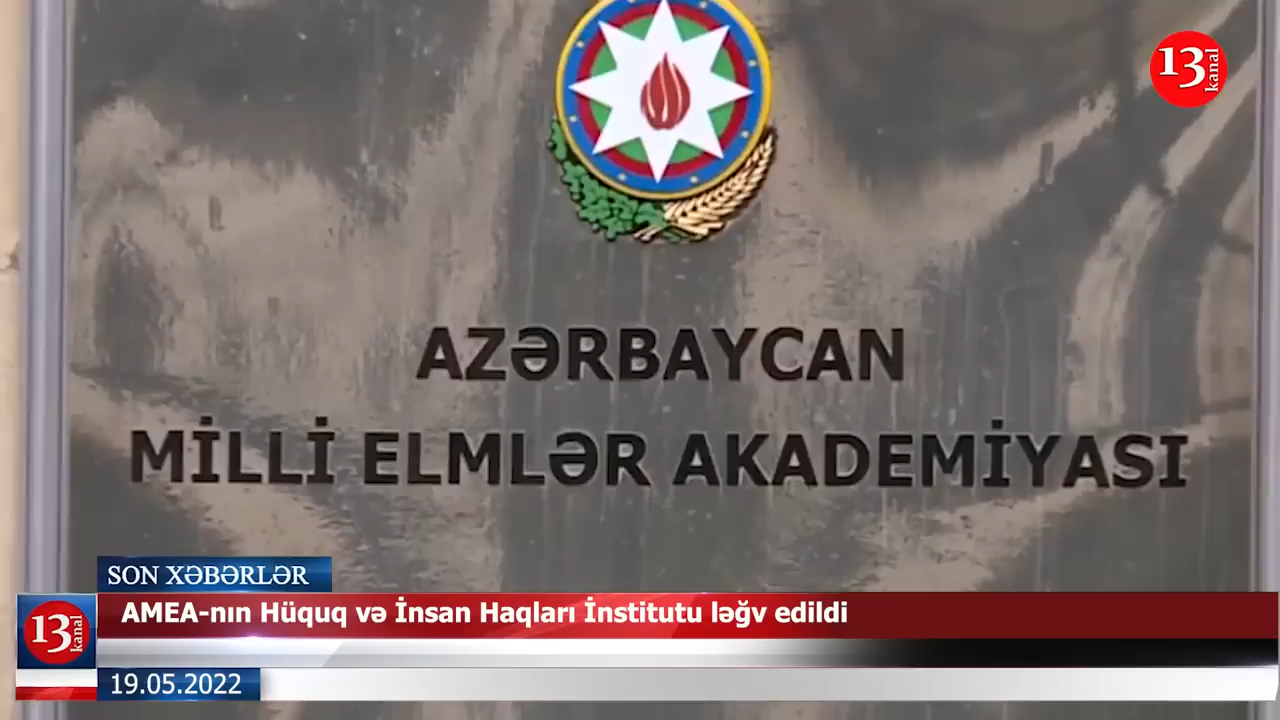 13 kanal
AZƏRBAYCAN
MİLLİ ELMLƏR AKADEMİYASI
SON XƏBƏRLƏR
AMEA-nın Hüquq və İnsan Haqları İnstitutu ləğv edildi
13 kanal
19.05.2022